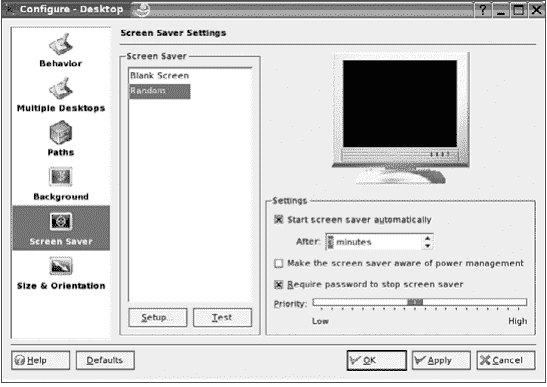 Configure - Desktop
Behavior
Multiple Desktops
Paths
Background
Screen Saver
Size & Orientation
Screen Saver Settings
Screen Saver
Blank Screen
Random
Setup...
Test
Settings
Start screen saver automatically
After: minutes
Make the screen saver aware of power management
Require password to stop screen saver
Priority:
Low High
Help
Defaults
OK
Apply
Cancel